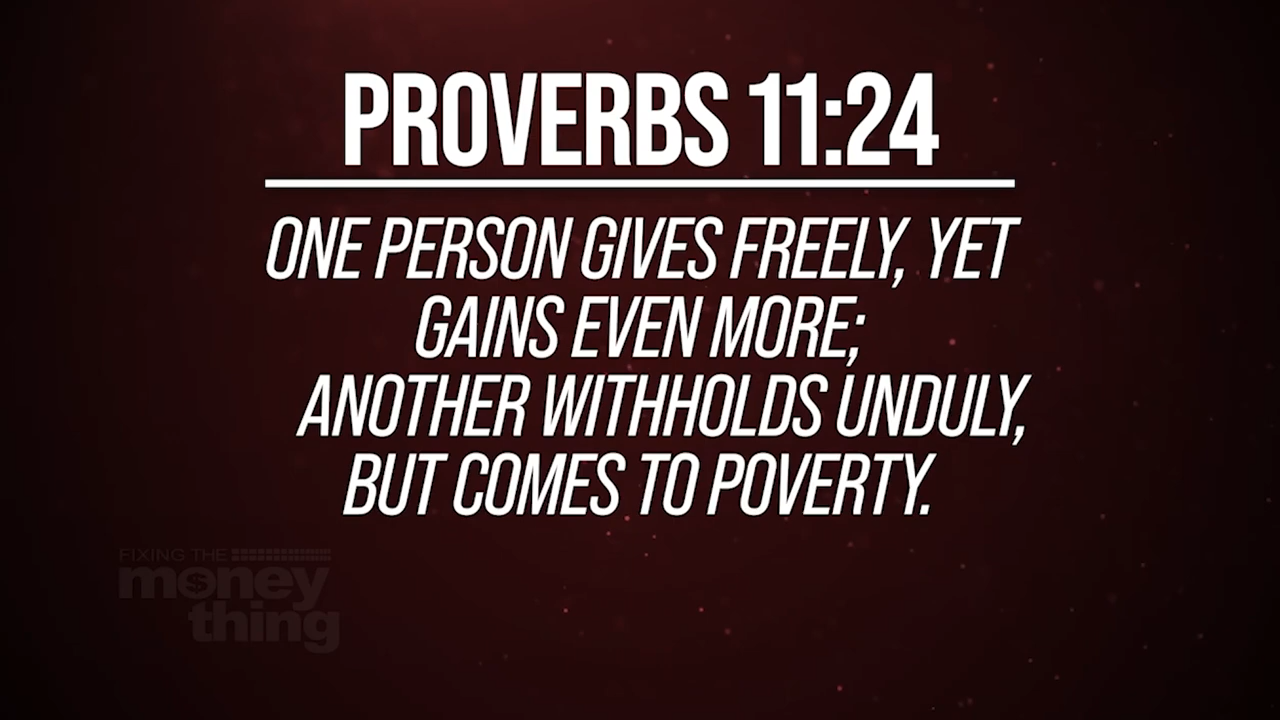 PROVERBS 11:24
ONE PERSON GIVES FREELY, YET
GAINS EVEN MORE;
ANOTHER WITHHOLDS UNDULY,
BUT COMES TO POVERTY.
FIXING THE
money
thing